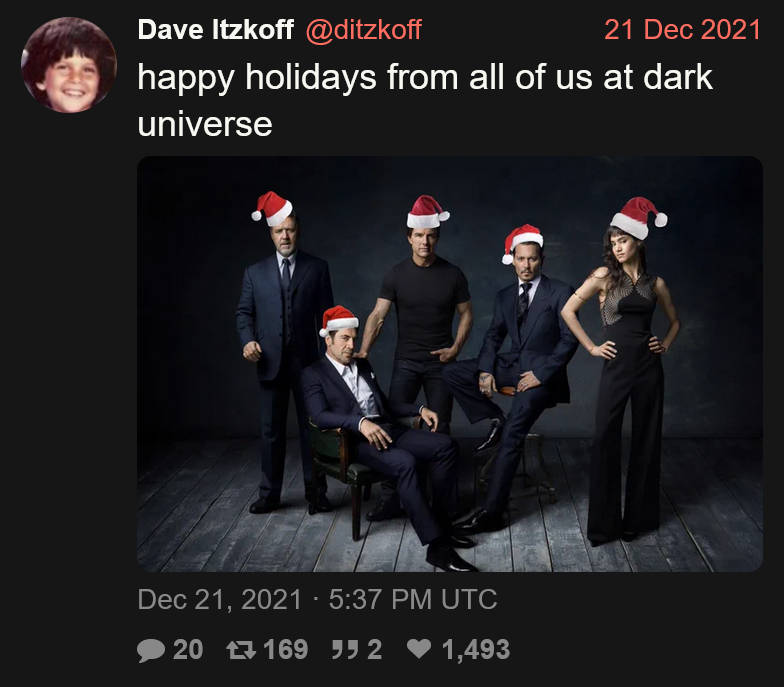 Dave Itzkoff @ditzkoff 21 Dec 2021
happy holidays from all of us at dark
universe
Dec 21, 2021 · 5:37 PM UTC
20 169 2 1,493